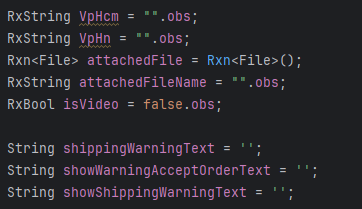 RxString VpHcm = "".obs;
RxString VpHn = "".obs;
Rxn<File> attachedFile = Rxn<File>();
RxString attachedFileName = "".obs;
RxBool isVideo = false.obs;
String shippingWarningText = '';
String showWarningAcceptOrderText = '';
String showShippingWarningText = '';